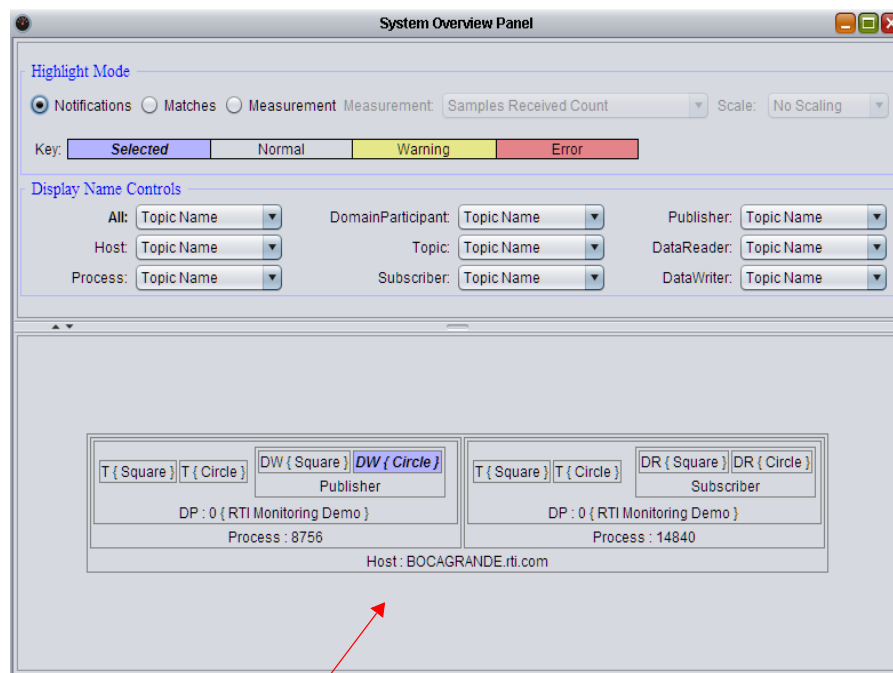 System Overview Panel
Highlight Mode
Notifications Matches Measurement Measurement: Samples Received Count Scale: No Scaling
Key: Selected Normal Warning Error
Display Name Controls
All: Topic Name DomainParticipant: Topic Name Publisher: Topic Name
Host: Topic Name Topic: Topic Name DataReader: Topic Name
Process: Topic Name Subscriber: Topic Name DataWriter: Topic Name
T { Square } T { Circle } DW { Square } DW { Circle } T { Square } T { Circle } DR { Square } DR { Circle }
Publisher Subscriber
DP : 0 { RTI Monitoring Demo } DP : 0 { RTI Monitoring Demo }
Process : 8756 Process : 14840
Host : BOCAGRANDE.rti.com